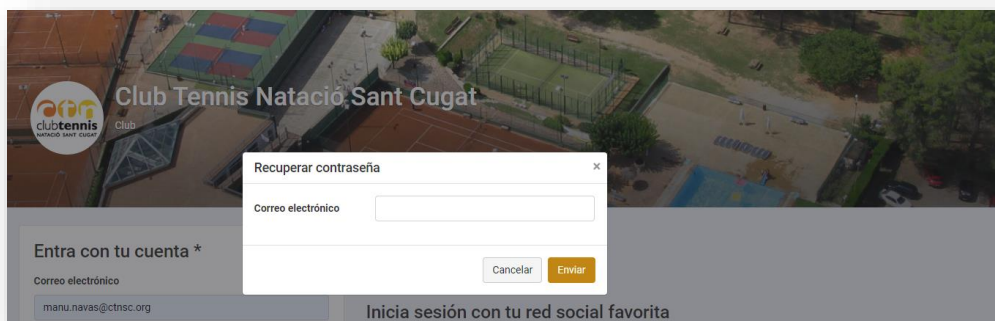 Club Tennis Natació Sant Cugat
Club
clubtennis
NATACIÓ SANT CUGAT
Recuperar contraseña ×
Correo electrónico
Cancelar Enviar
Entra con tu cuenta *
Correo electrónico
manu.navas@ctnsc.org
Inicia sesión con tu red social favorita